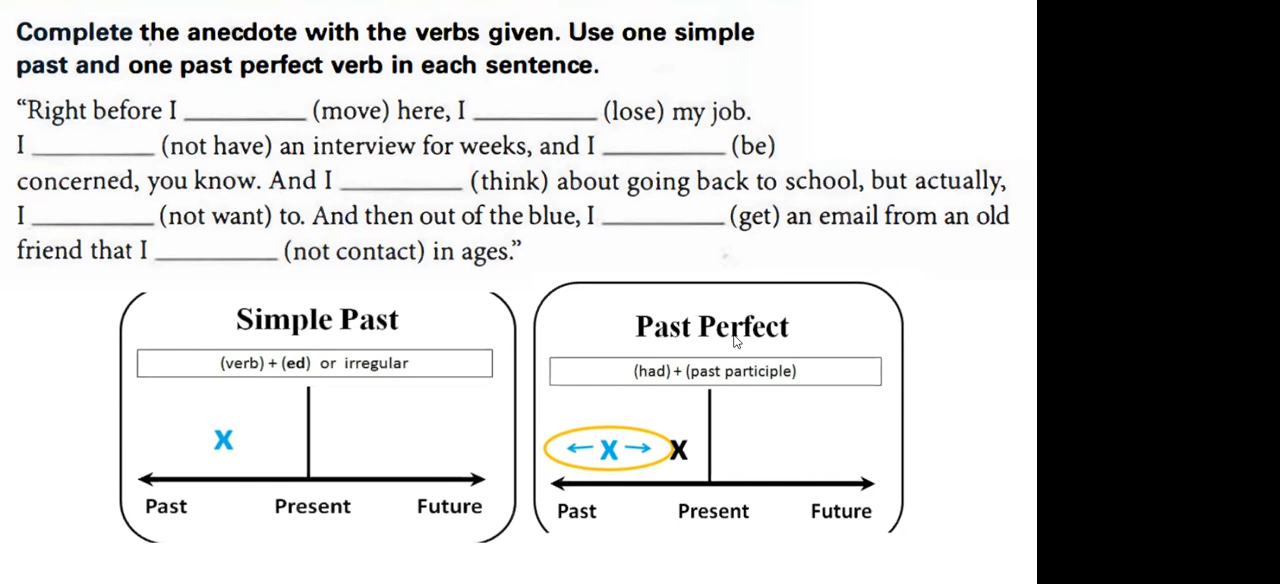 Complete the anecdote with the verbs given. Use one simple
past and one past perfect verb in each sentence.
“Right before I __________ (move) here, I __________ (lose) my job.
I __________ (not have) an interview for weeks, and I __________ (be)
concerned, you know. And I __________ (think) about going back to school, but actually,
I __________ (not want) to. And then out of the blue, I __________ (get) an email from an old
friend that I __________ (not contact) in ages.”
Simple Past
(verb) + (ed) or irregular
X
Past Present Future
Past Perfect
(had) + (past participle)
← X → X
Past Present Future